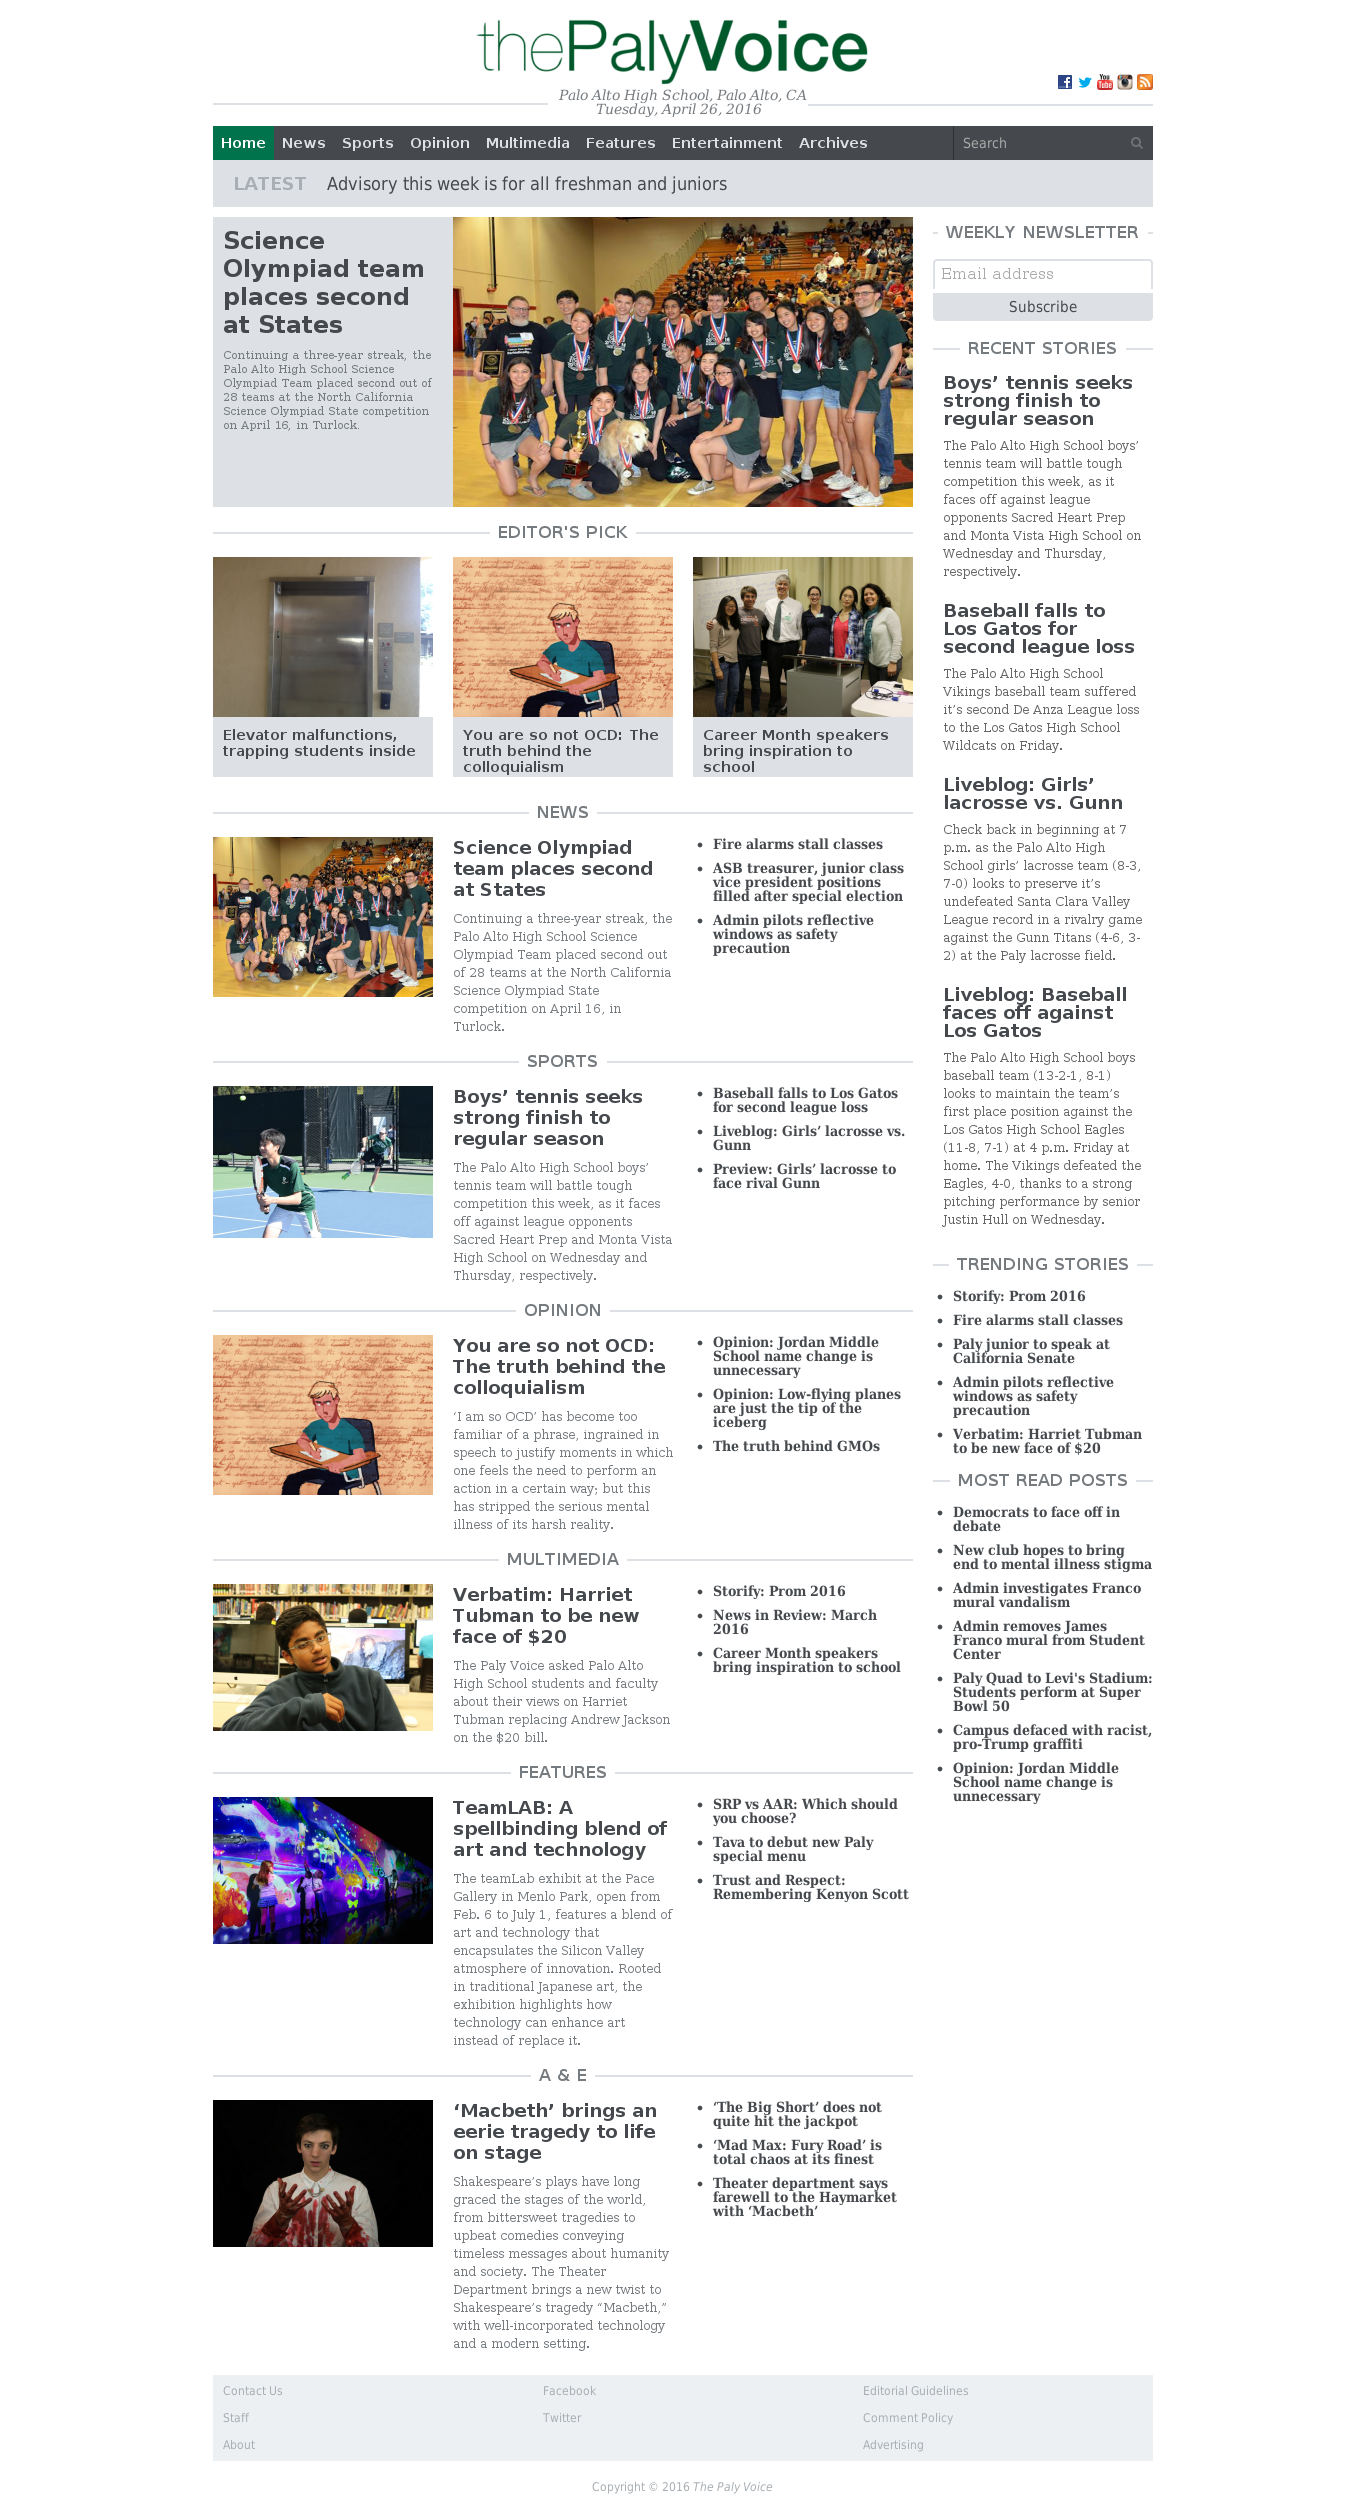 thePalyVoice
Palo Alto High School, Palo Alto, CA
Tuesday, April 26, 2016
Home News Sports Opinion Multimedia Features Entertainment Archives Search
LATEST Advisory this week is for all freshman and juniors
Science
Olympiad team
places second
at States
Continuing a three-year streak, the
Palo Alto High School Science
Olympiad Team placed second out of
28 teams at the North California
Science Olympiad State competition
on April 16, in Turlock.
EDITOR'S PICK
1
Elevator malfunctions,
trapping students inside
You are so not OCD: The
truth behind the
colloquialism
Career Month speakers
bring inspiration to
school
NEWS
Science Olympiad
team places second
at States
Continuing a three-year streak, the
Palo Alto High School Science
Olympiad Team placed second out
of 28 teams at the North California
Science Olympiad State
competition on April 16, in
Turlock.
• Fire alarms stall classes
• ASB treasurer, junior class
vice president positions
filled after special election
• Admin pilots reflective
windows as safety
precaution
SPORTS
Boys’ tennis seeks
strong finish to
regular season
The Palo Alto High School boys’
tennis team will battle tough
competition this week, as it faces
off against league opponents
Sacred Heart Prep and Monta Vista
High School on Wednesday and
Thursday, respectively.
• Baseball falls to Los Gatos
for second league loss
• Liveblog: Girls’ lacrosse vs.
Gunn
• Preview: Girls’ lacrosse to
face rival Gunn
OPINION
You are so not OCD:
The truth behind the
colloquialism
‘I am so OCD’ has become too
familiar of a phrase, ingrained in
speech to justify moments in which
one feels the need to perform an
action in a certain way; but this
has stripped the serious mental
illness of its harsh reality.
• Opinion: Jordan Middle
School name change is
unnecessary
• Opinion: Low-flying planes
are just the tip of the
iceberg
• The truth behind GMOs
MULTIMEDIA
Verbatim: Harriet
Tubman to be new
face of $20
The Paly Voice asked Palo Alto
High School students and faculty
about their views on Harriet
Tubman replacing Andrew Jackson
on the $20 bill.
• Storify: Prom 2016
• News in Review: March
2016
• Career Month speakers
bring inspiration to school
FEATURES
TeamLAB: A
spellbinding blend of
art and technology
The teamLab exhibit at the Pace
Gallery in Menlo Park, open from
Feb. 6 to July 1, features a blend of
art and technology that
encapsulates the Silicon Valley
atmosphere of innovation. Rooted
in traditional Japanese art, the
exhibition highlights how
technology can enhance art
instead of replace it.
• SRP vs AAR: Which should
you choose?
• Tava to debut new Paly
special menu
• Trust and Respect:
Remembering Kenyon Scott
A & E
‘Macbeth’ brings an
eerie tragedy to life
on stage
Shakespeare’s plays have long
graced the stages of the world,
from bittersweet tragedies to
upbeat comedies conveying
timeless messages about humanity
and society. The Theater
Department brings a new twist to
Shakespeare’s tragedy “Macbeth,”
with well-incorporated technology
and a modern setting.
• ‘The Big Short’ does not
quite hit the jackpot
• ‘Mad Max: Fury Road’ is
total chaos at its finest
• Theater department says
farewell to the Haymarket
with ‘Macbeth’
WEEKLY NEWSLETTER
Email address
Subscribe
RECENT STORIES
Boys’ tennis seeks
strong finish to
regular season
The Palo Alto High School boys’
tennis team will battle tough
competition this week, as it
faces off against league
opponents Sacred Heart Prep
and Monta Vista High School on
Wednesday and Thursday,
respectively.
Baseball falls to
Los Gatos for
second league loss
The Palo Alto High School
Vikings baseball team suffered
it’s second De Anza League loss
to the Los Gatos High School
Wildcats on Friday.
Liveblog: Girls’
lacrosse vs. Gunn
Check back in beginning at 7
p.m. as the Palo Alto High
School girls’ lacrosse team (8-3,
7-0) looks to preserve it’s
undefeated Santa Clara Valley
League record in a rivalry game
against the Gunn Titans (4-6, 3-
2) at the Paly lacrosse field.
Liveblog: Baseball
faces off against
Los Gatos
The Palo Alto High School boys
baseball team (13-2-1, 8-1)
looks to maintain the team’s
first place position against the
Los Gatos High School Eagles
(11-8, 7-1) at 4 p.m. Friday at
home. The Vikings defeated the
Eagles, 4-0, thanks to a strong
pitching performance by senior
Justin Hull on Wednesday.
TRENDING STORIES
• Storify: Prom 2016
• Fire alarms stall classes
• Paly junior to speak at
California Senate
• Admin pilots reflective
windows as safety
precaution
• Verbatim: Harriet Tubman
to be new face of $20
MOST READ POSTS
• Democrats to face off in
debate
• New club hopes to bring
end to mental illness stigma
• Admin investigates Franco
mural vandalism
• Admin removes James
Franco mural from Student
Center
• Paly Quad to Levi's Stadium:
Students perform at Super
Bowl 50
• Campus defaced with racist,
pro-Trump graffiti
• Opinion: Jordan Middle
School name change is
unnecessary
Contact Us Facebook Editorial Guidelines
Staff Twitter Comment Policy
About Advertising
Copyright © 2016 The Paly Voice